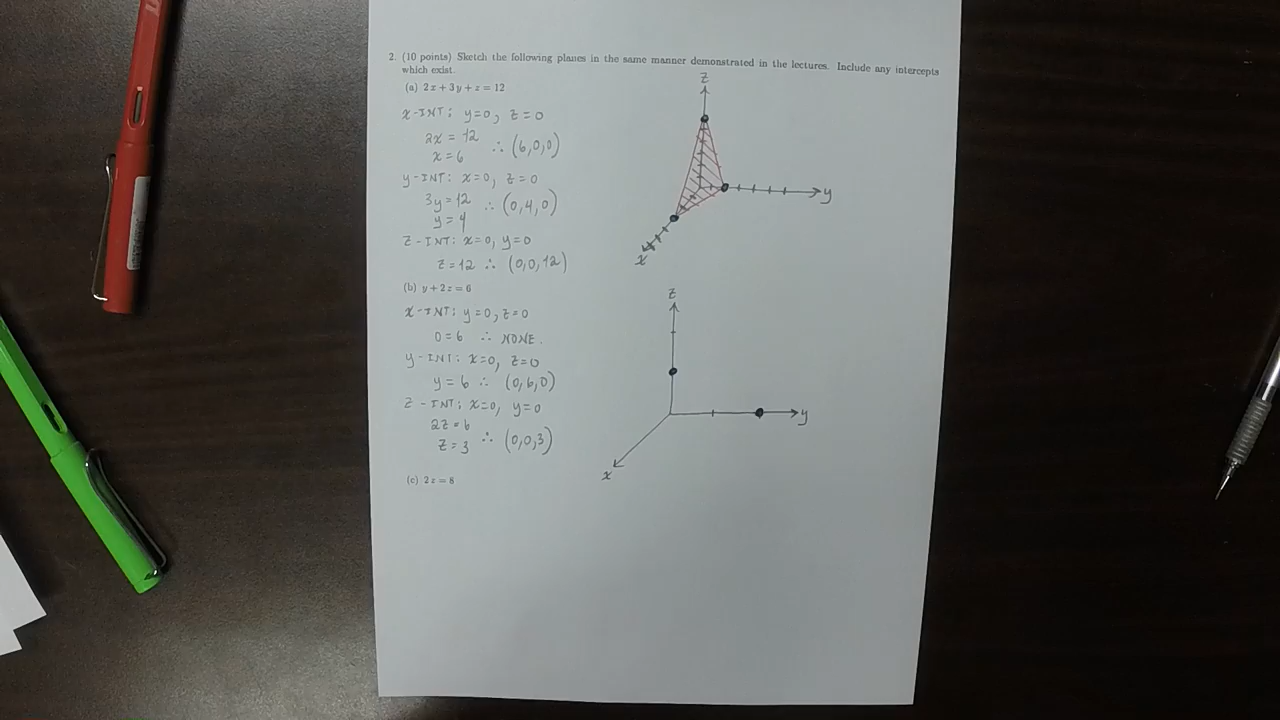 2. (10 points) Sketch the following planes in the same manner demonstrated in the lectures. Include any intercepts
which exist.
(a) 2x + 3y + z = 12
x-INT: y=0, z=0
2x = 12
x = 6 ∴ (6,0,0)
y-INT: x=0, z=0
3y=12
y=4 ∴ (0,4,0)
z-INT: x=0, y=0
z=12 ∴ (0,0,12)
z
y
x
(b) y + 2z = 6
x-INT: y=0, z=0
0=6 ∴ NONE.
y-INT: x=0, z=0
y=6 ∴ (0,6,0)
z-INT: x=0, y=0
2z=6
z=3 ∴ (0,0,3)
z
y
x
(c) 2z = 8